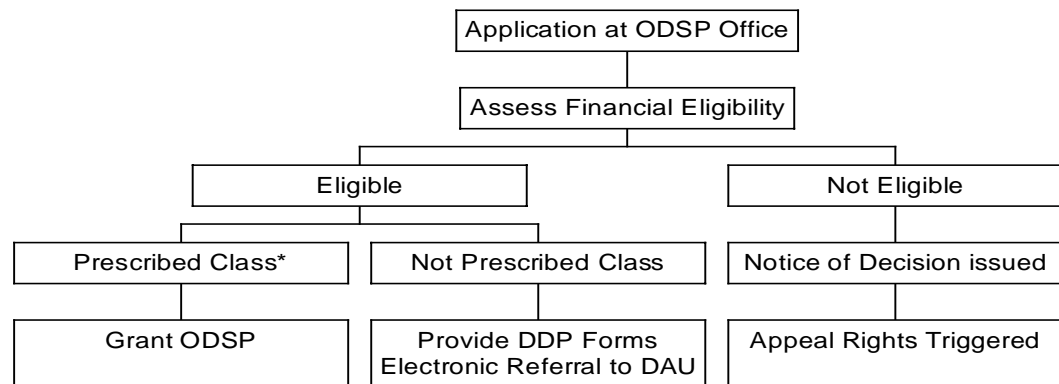 Application at ODSP Office
Assess Financial Eligibility
Eligible
Not Eligible
Prescribed Class*
Not Prescribed Class
Notice of Decision issued
Grant ODSP
Provide DDP Forms
Electronic Referral to DAU
Appeal Rights Triggered